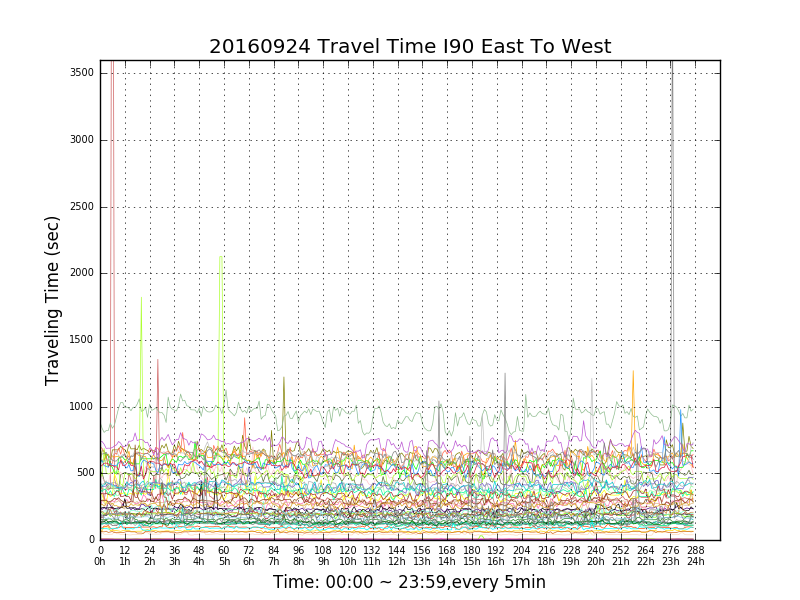 20160924 Travel Time I90 East To West
3500
3000
2500
2000
1500
1000
500
0
Traveling Time (sec)
0 12 24 36 48 60 72 84 96 108 120 132 144 156 168 180 192 204 216 228 240 252 264 276 288
0h 1h 2h 3h 4h 5h 6h 7h 8h 9h 10h 11h 12h 13h 14h 15h 16h 17h 18h 19h 20h 21h 22h 23h 24h
Time: 00:00 ~ 23:59,every 5min